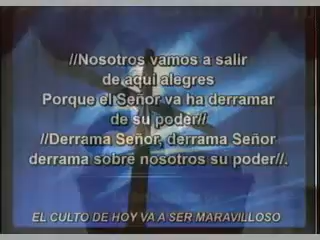 //Nosotros vamos a salir
de aquí alegres
Porque el Señor va ha derramar
de su poder//
//Derrama Señor, derrama Señor
derrama sobre nosotros su poder//.
EL CULTO DE HOY VA A SER MARAVILLOSO